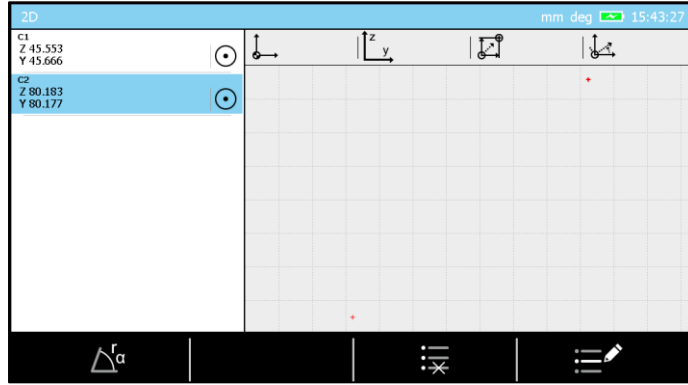 2D
mm deg 15:43:27
C1
Z 45.553
Y 45.666
C2
Z 80.183
Y 80.177
z
y
r
α